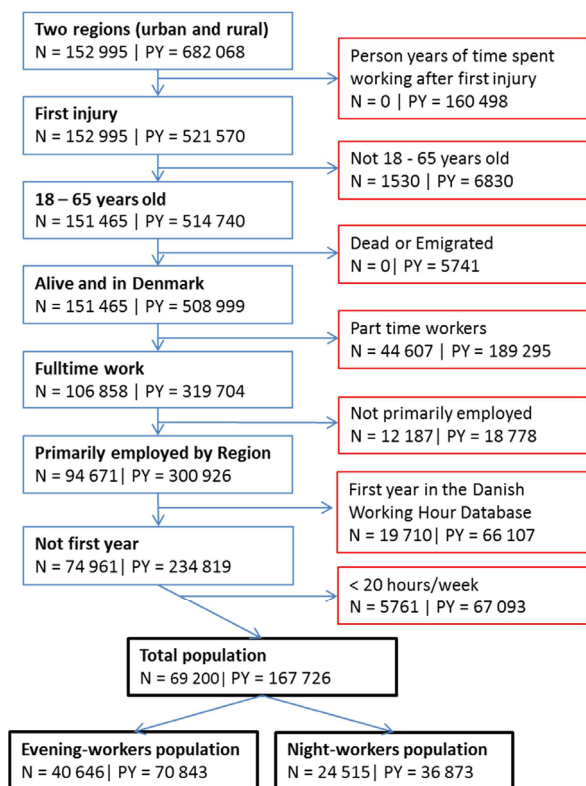 Two regions (urban and rural)
N = 152 995 | PY = 682 068
Person years of time spent
working after first injury
N = 0 | PY = 160 498
First injury
N = 152 995 | PY = 521 570
Not 18 - 65 years old
N = 1530 | PY = 6830
18 – 65 years old
N = 151 465 | PY = 514 740
Dead or Emigrated
N = 0| PY = 5741
Alive and in Denmark
N = 151 465 | PY = 508 999
Part time workers
N = 44 607 | PY = 189 295
Fulltime work
N = 106 858 | PY = 319 704
Not primarily employed
N = 12 187 | PY = 18 778
Primarily employed by Region
N = 94 671| PY = 300 926
First year in the Danish
Working Hour Database
N = 19 710| PY = 66 107
Not first year
N = 74 961| PY = 234 819
< 20 hours/week
N = 5761 | PY = 67 093
Total population
N = 69 200| PY = 167 726
Evening-workers population
N = 40 646| PY = 70 843
Night-workers population
N = 24 515| PY = 36 873